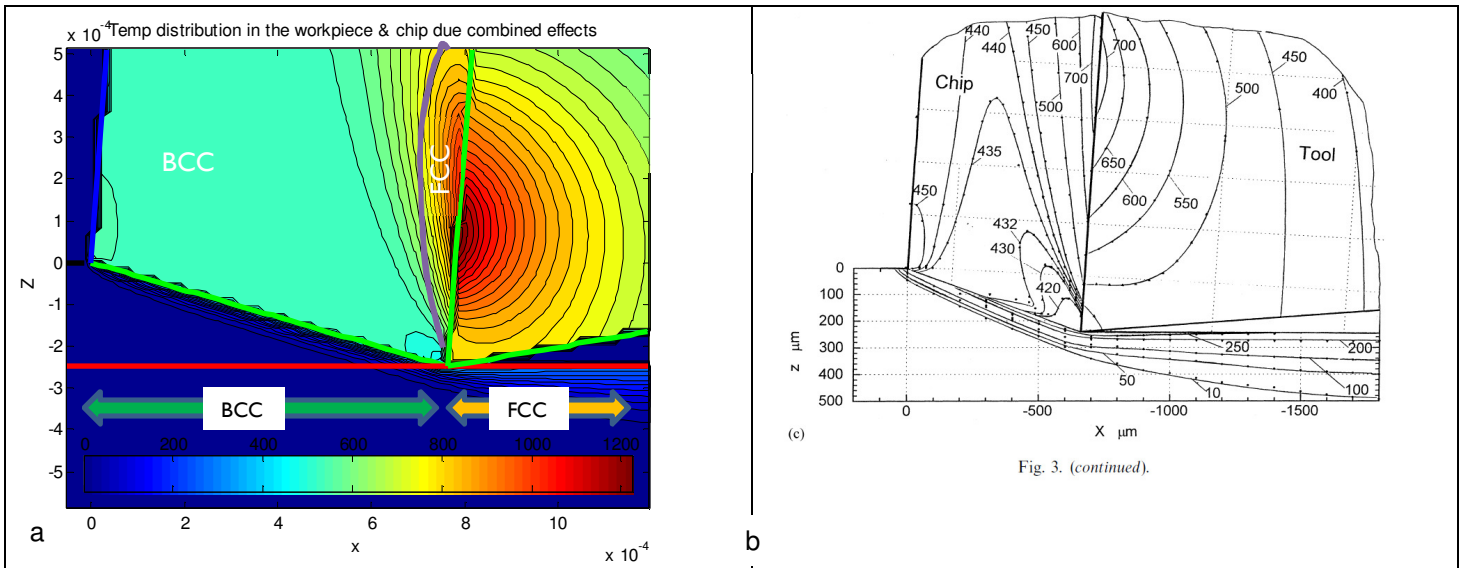 x 10^-4
Temp distribution in the workpiece & chip due combined effects
5
4
3
2
1
0
-1
-2
-3
-4
-5
Z
BCC
FCC
BCC
FCC
0 200 400 600 800 1000 1200
0 2 4 6 8 10
x
x 10^-4
a
440
440
450
600
700
700
500
450
500
400
Chip
435
Tool
650
600
550
450
432
430
420
0
100
200
300
400
500
z μm
250
200
100
50
10
0 -500 -1000 -1500
X μm
(c)
Fig. 3. (continued).
b